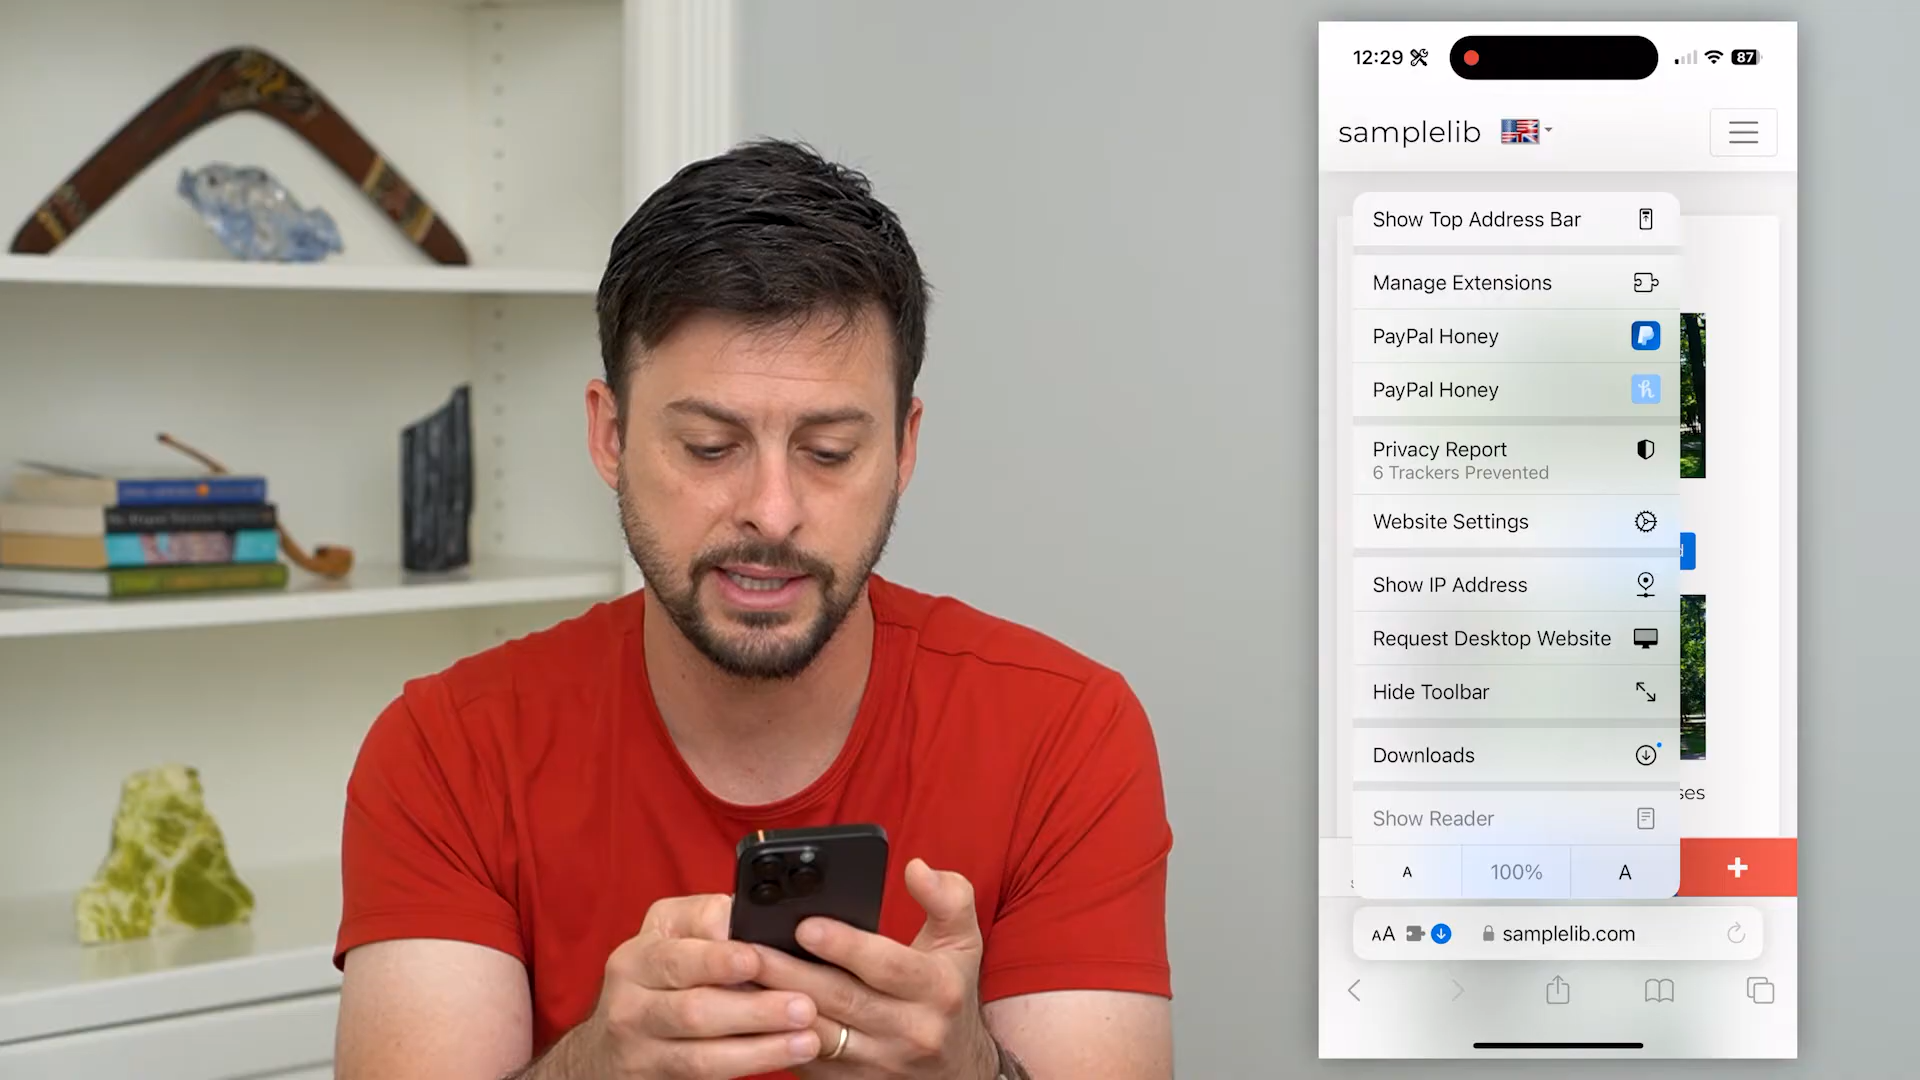 12:29
87
samplelib
Show Top Address Bar
Manage Extensions
PayPal Honey
PayPal Honey
Privacy Report
6 Trackers Prevented
Website Settings
Show IP Address
Request Desktop Website
Hide Toolbar
Downloads
Show Reader
A 100% A
AA samplelib.com